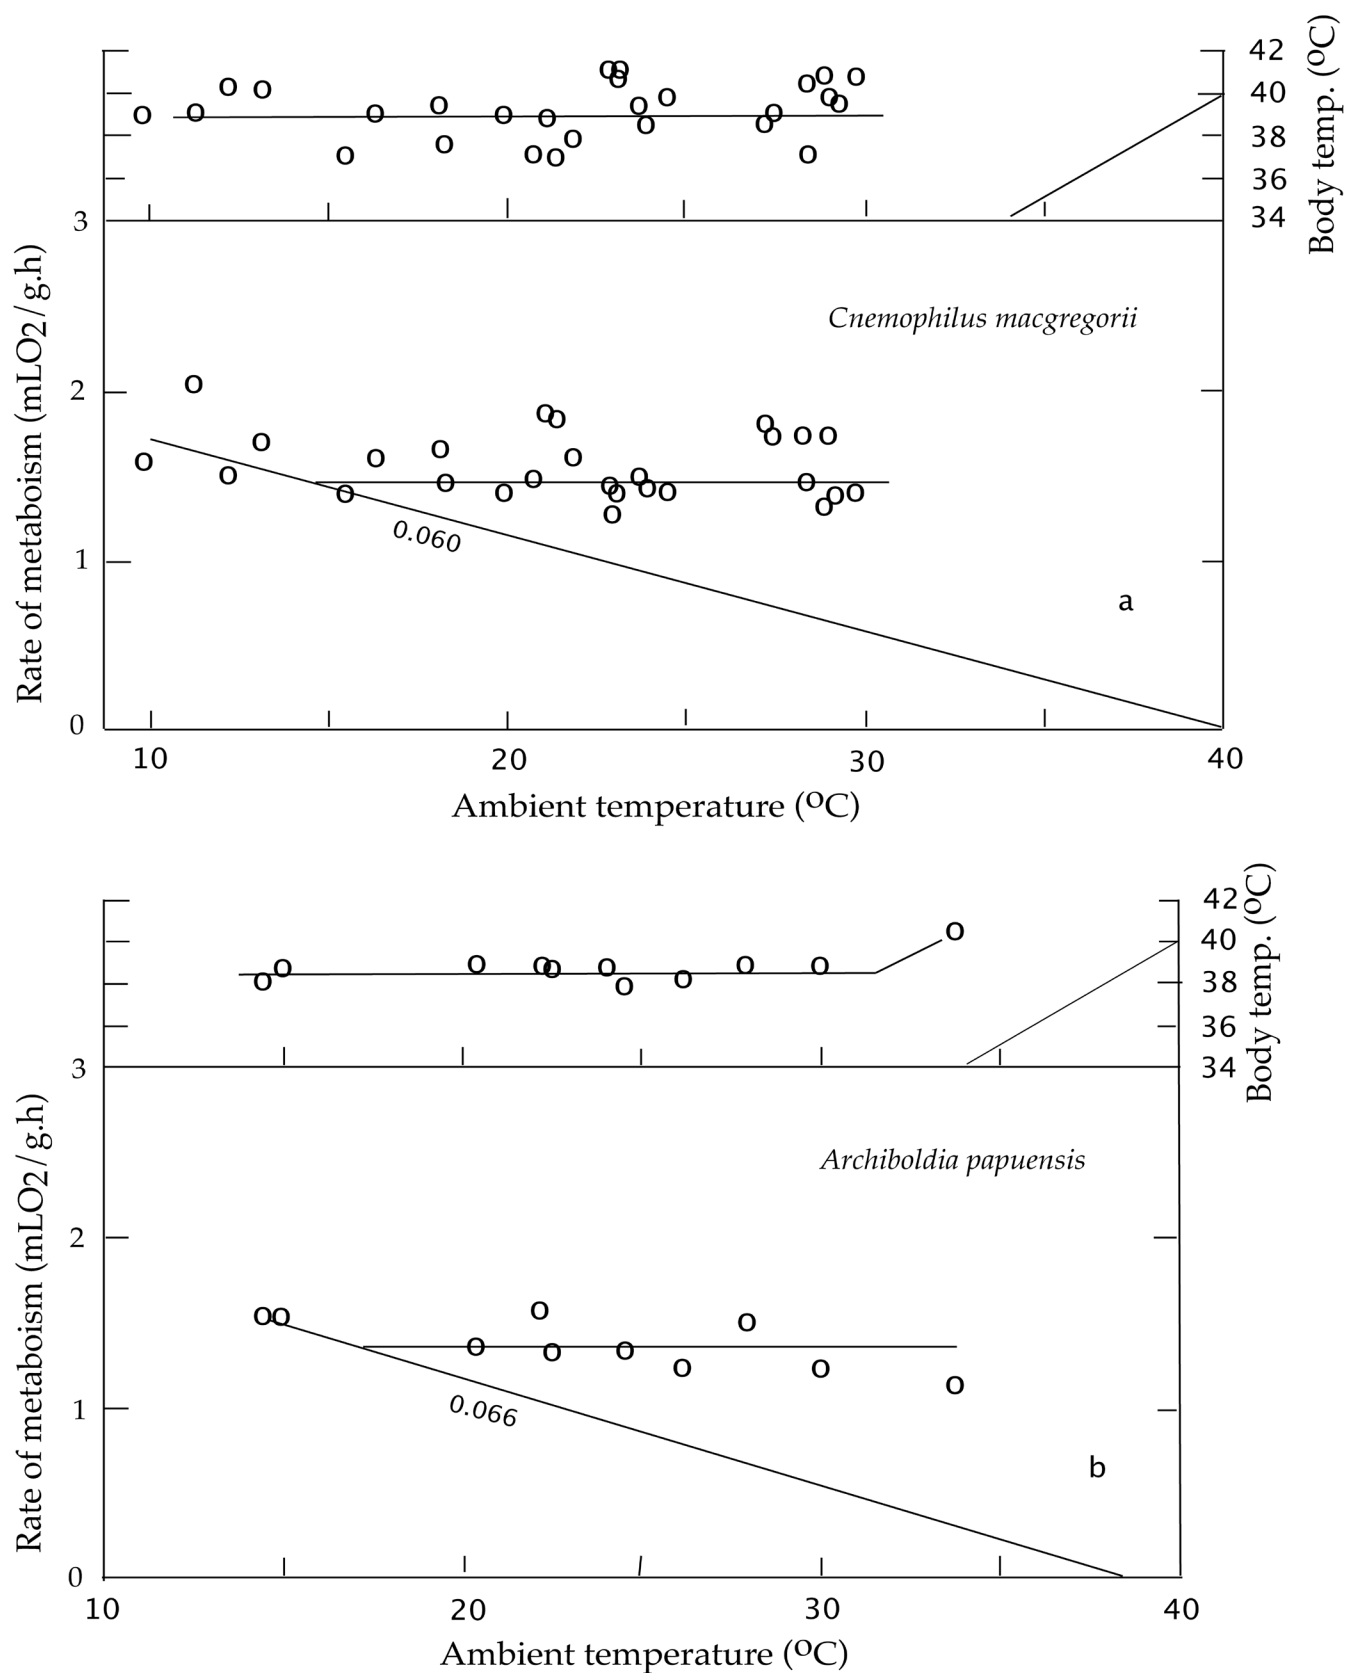 42
40
38
36
34
Body temp. (ºC)
3
2
1
0
Rate of metaboism (mLO2/g.h)
Cnemophilus macgregorii
0.060
a
10 20 30 40
Ambient temperature (ºC)
42
40
38
36
34
Body temp. (ºC)
3
2
1
0
Rate of metaboism (mLO2/g.h)
Archiboldia papuensis
0.066
b
10 20 30 40
Ambient temperature (ºC)